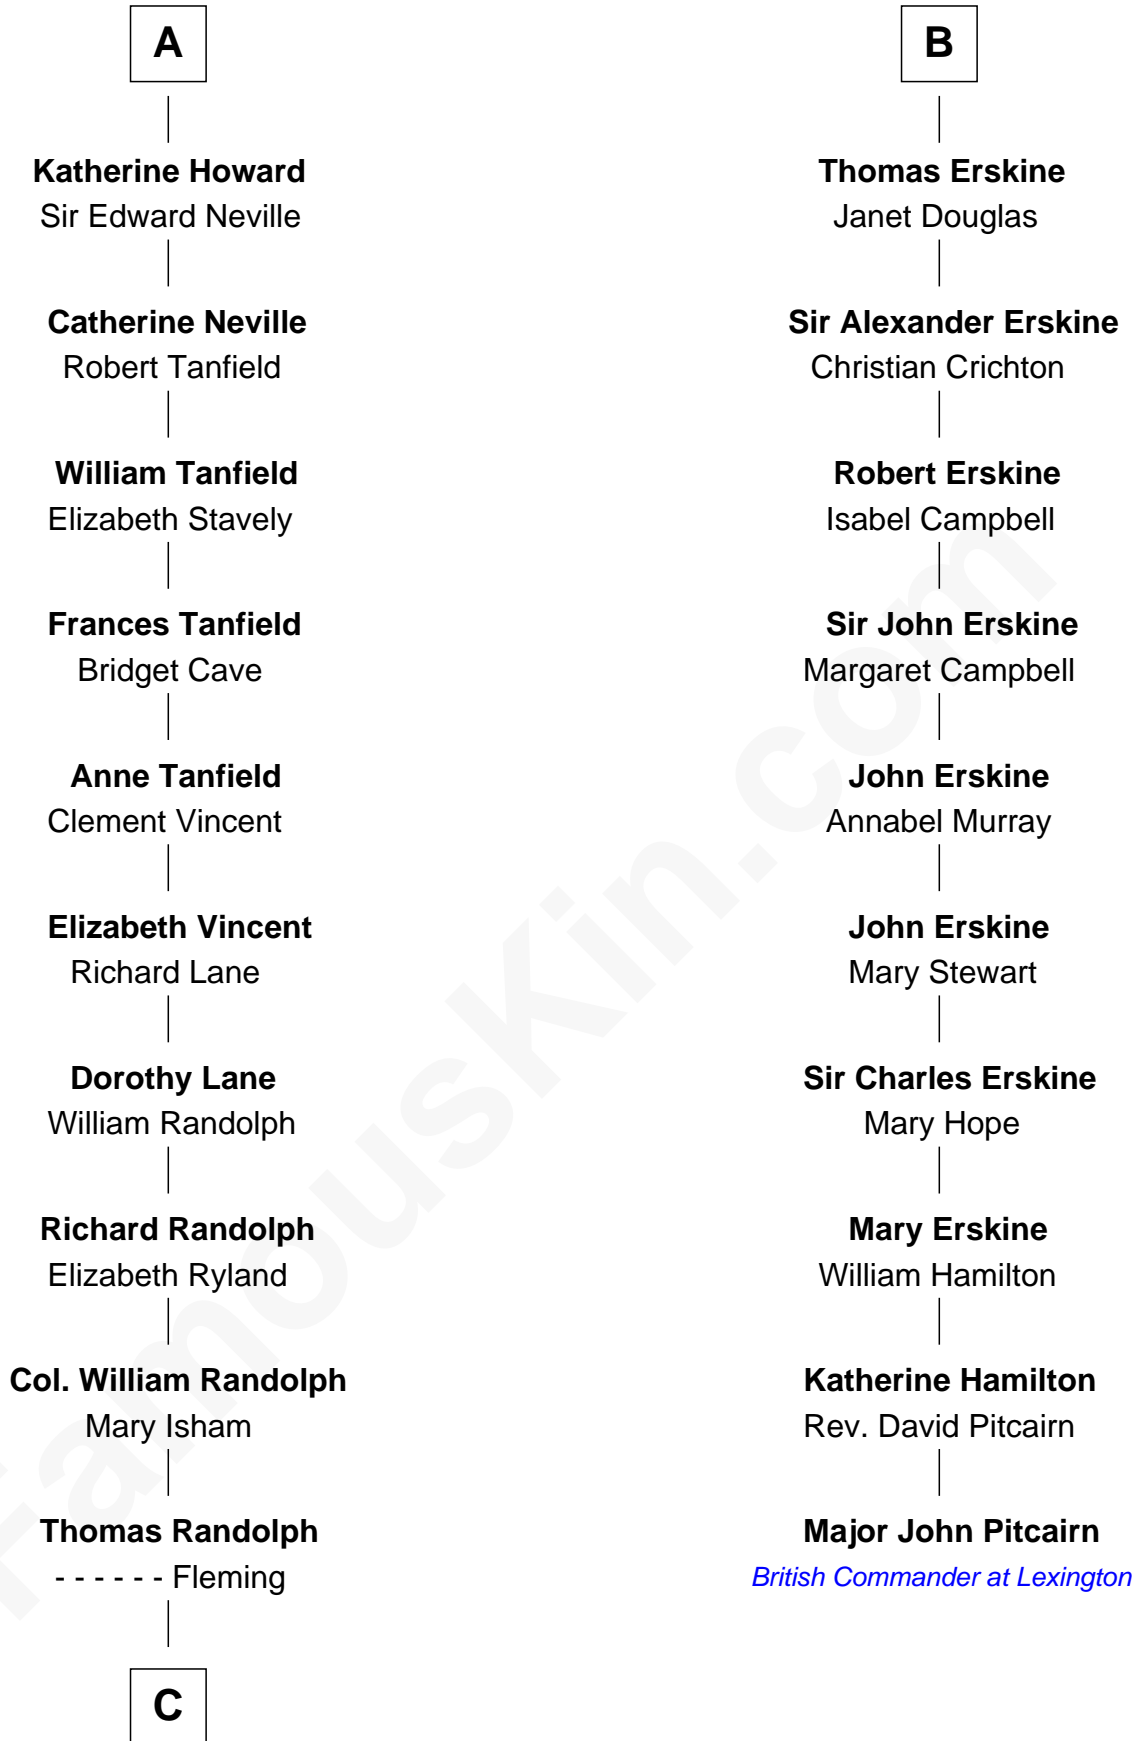 A
Katherine Howard
Sir Edward Neville
Catherine Neville
Robert Tanfield
William Tanfield
Elizabeth Stavely
Frances Tanfield
Bridget Cave
Anne Tanfield
Clement Vincent
Elizabeth Vincent
Richard Lane
Dorothy Lane
William Randolph
Richard Randolph
Elizabeth Ryland
Col. William Randolph
Mary Isham
Thomas Randolph
- - - - - - Fleming
C
B
Thomas Erskine
Janet Douglas
Sir Alexander Erskine
Christian Crichton
Robert Erskine
Isabel Campbell
Sir John Erskine
Margaret Campbell
John Erskine
Annabel Murray
John Erskine
Mary Stewart
Sir Charles Erskine
Mary Hope
Mary Erskine
William Hamilton
Katherine Hamilton
Rev. David Pitcairn
Major John Pitcairn
British Commander at Lexington
FamousKin.com